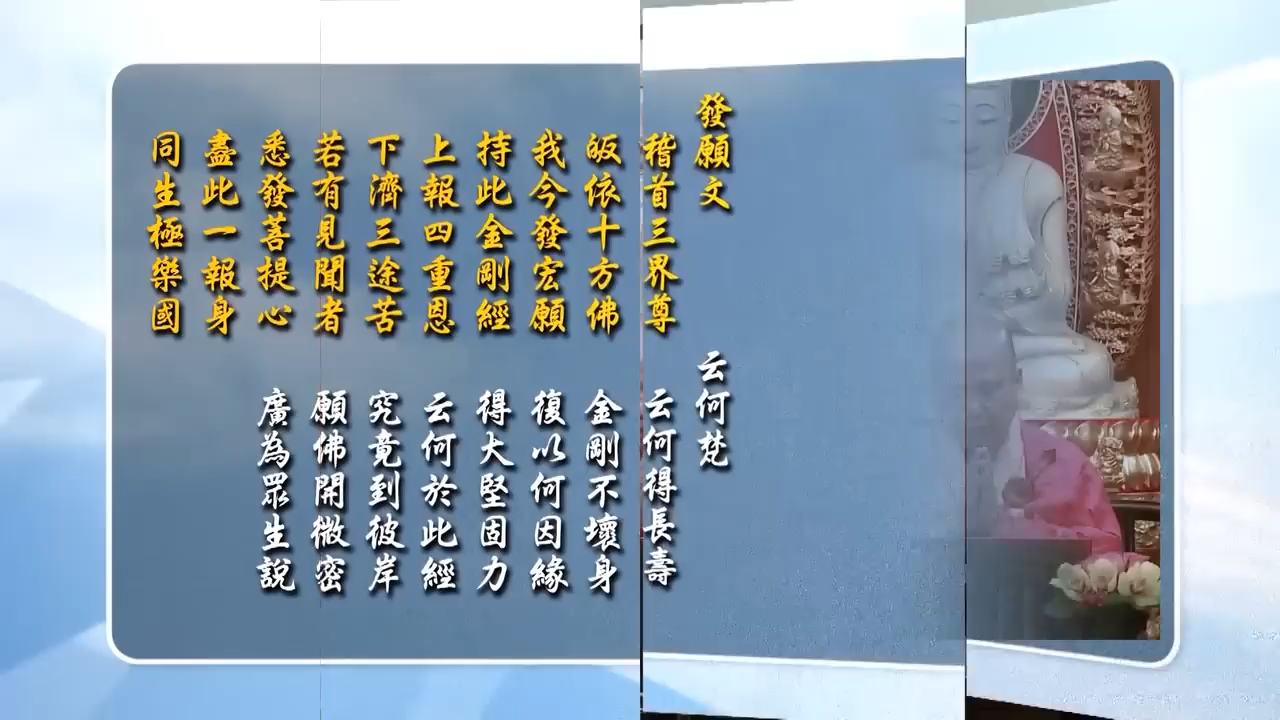 發願文
稽首三界尊
皈依十方佛
我今發宏願
持此金剛經
上報四重恩
下濟三途苦
若有見聞者
悉發菩提心
盡此一報身
同生極樂國
云何梵
云何得長壽
金剛不壞身
復以何因緣
得大堅固力
云何於此經
究竟到彼岸
願佛開微密
廣為眾生說